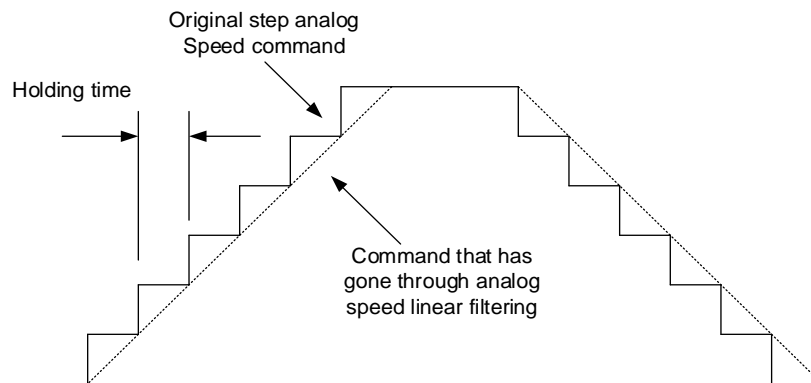 Original step analog
Speed command
Holding time
Command that has
gone through analog
speed linear filtering